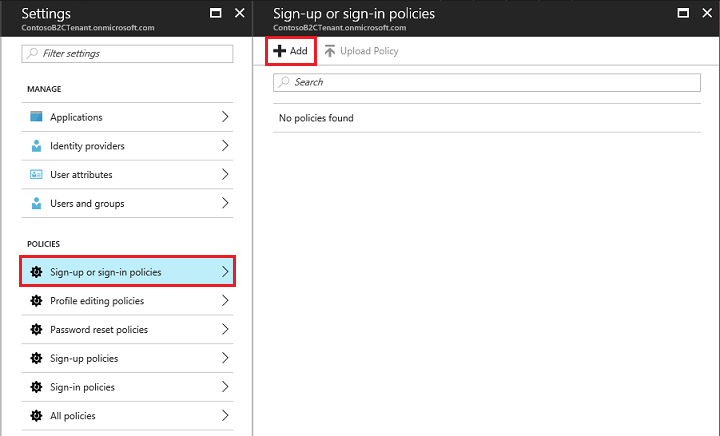 Settings
ContosoB2CTenant.onmicrosoft.com
Filter settings
MANAGE
Applications
Identity providers
User attributes
Users and groups
POLICIES
Sign-up or sign-in policies
Profile editing policies
Password reset policies
Sign-up policies
Sign-in policies
All policies
Sign-up or sign-in policies
ContosoB2CTenant.onmicrosoft.com
Add Upload Policy
Search
No policies found